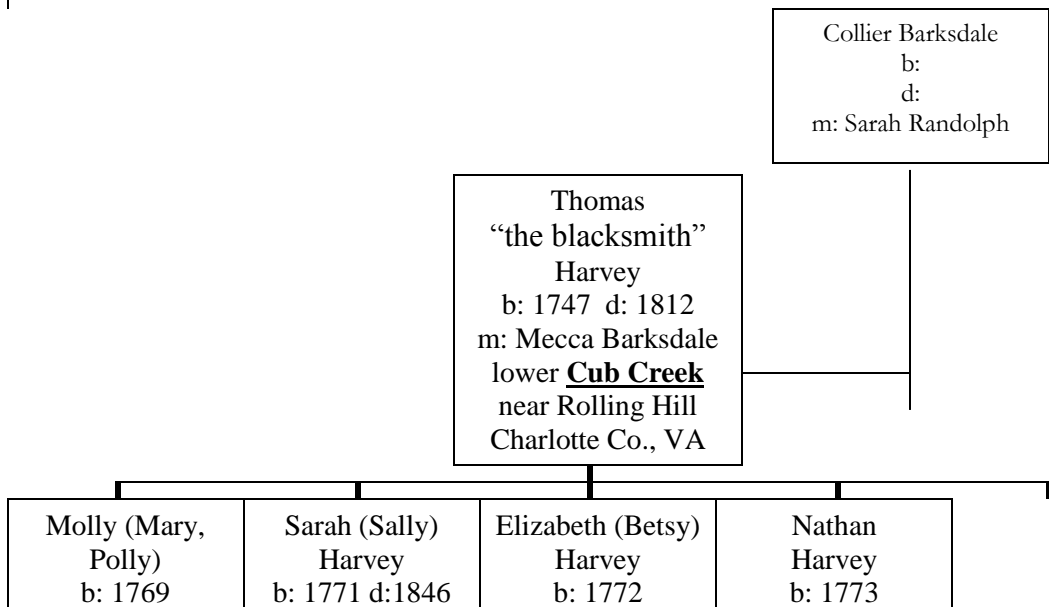 Collier Barksdale
b:
d:
m: Sarah Randolph
Thomas
“the blacksmith”
Harvey
b: 1747 d: 1812
m: Mecca Barksdale
lower Cub Creek
near Rolling Hill
Charlotte Co., VA
Molly (Mary,
Polly)
b: 1769
Sarah (Sally)
Harvey
b: 1771 d:1846
Elizabeth (Betsy)
Harvey
b: 1772
Nathan
Harvey
b: 1773